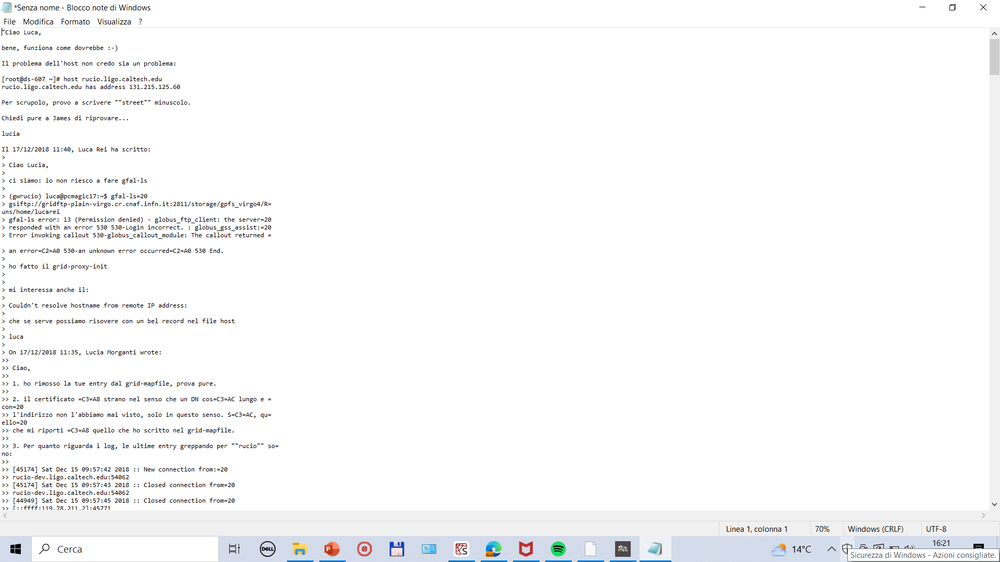 *Senza nome - Blocco note di Windows
File Modifica Formato Visualizza ?
"Ciao Luca,
bene, funziona come dovrebbe :-)
Il problema dell'host non credo sia un problema:
[root@ds-607 ~]# host rucio.ligo.caltech.edu
rucio.ligo.caltech.edu has address 131.215.125.60
Per scrupolo, provo a scrivere ""street"" minuscolo.
Chiedi pure a James di riprovare...
lucia
Il 17/12/2018 11:40, Luca Rei ha scritto:
>
> Ciao Lucia,
>
> ci siamo: io non riesco a fare gfal-ls
>
> (gwrucio) luca@pcmagic17:~$ gfal-ls=20
> gsiftp://gridftp-plain-virgo.cr.cnaf.infn.it:2811/storage/gpfs_virgo4/R=
uns/home/lucarei
> gfal-ls error: 13 (Permission denied) - globus_ftp_client: the server=20
> responded with an error 530 530-Login incorrect. : globus_gss_assist:=20
> Error invoking callout 530-globus_callout_module: The callout returned =
> an error=C2=A0 530-an unknown error occurred=C2=A0 530 End.
>
> ho fatto il grid-proxy-init
>
>
> mi interessa anche il:
>
> Couldn't resolve hostname from remote IP address:
>
> che se serve possiamo risovere con un bel record nel file host
>
> luca
>
> On 17/12/2018 11:35, Lucia Morganti wrote:
>>
>> Ciao,
>>
>> 1. ho rimosso la tue entry dal grid-mapfile, prova pure.
>>
>> 2. il certificato =C3=A8 strano nel senso che un DN cos=C3=AC lungo e =
con=20
>> l'indirizzo non l'abbiamo mai visto, solo in questo senso. S=C3=AC, qu=
ello=20
>> che mi riporti =C3=A8 quello che ho scritto nel grid-mapfile.
>>
>> 3. Per quanto riguarda i log, le ultime entry greppando per ""rucio"" so=
no:
>>
>> [45174] Sat Dec 15 09:57:42 2018 :: New connection from:=20
>> rucio-dev.ligo.caltech.edu:54062
>> [45174] Sat Dec 15 09:57:43 2018 :: Closed connection from=20
>> rucio-dev.ligo.caltech.edu:54062
>> [44949] Sat Dec 15 09:57:45 2018 :: Closed connection from=20
>> [::ffff:119.78.211.2]:45771
Linea 1, colonna 1 70% Windows (CRLF) UTF-8
Cerca
DELL
14°C
16:21
Sicurezza di Windows - Azioni consigliate.